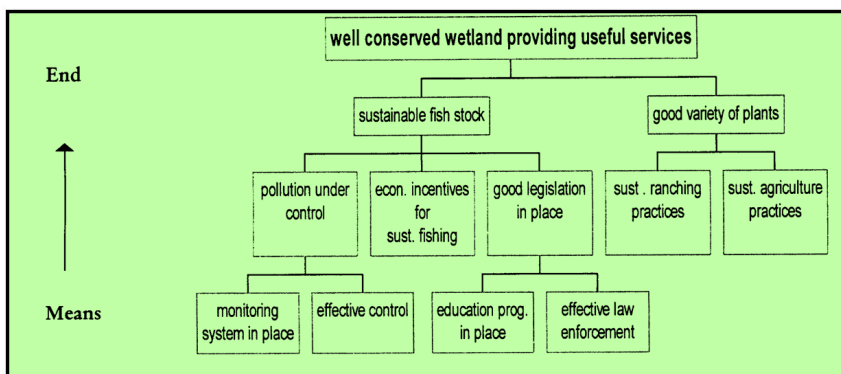 well conserved wetland providing useful services
End
sustainable fish stock
good variety of plants
pollution under
control
econ. incentives
for
sust. fishing
good legislation
in place
sust . ranching
practices
sust. agriculture
practices
Means
monitoring
system in place
effective control
education prog.
in place
effective law
enforcement